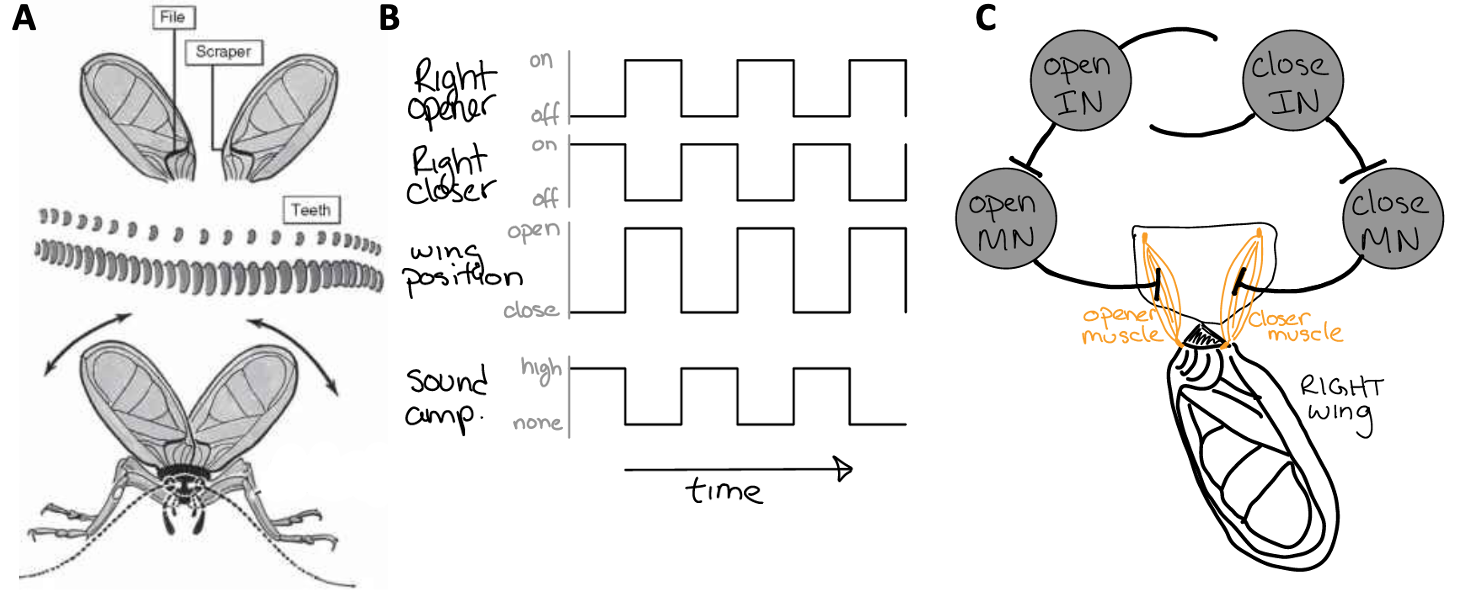 A
File
Scraper
Teeth
B
Right
opener
on
off
Right
closer
on
off
wing
position
open
close
sound
amp.
high
none
time
C
open
IN
close
IN
open
MN
close
MN
opener
muscle
closer
muscle
RIGHT
wing